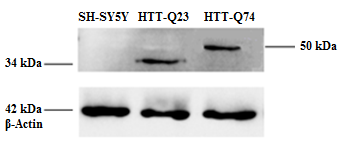 SH-SY5Y HTT-Q23 HTT-Q74
50 kDa
34 kDa
42 kDa
β-Actin